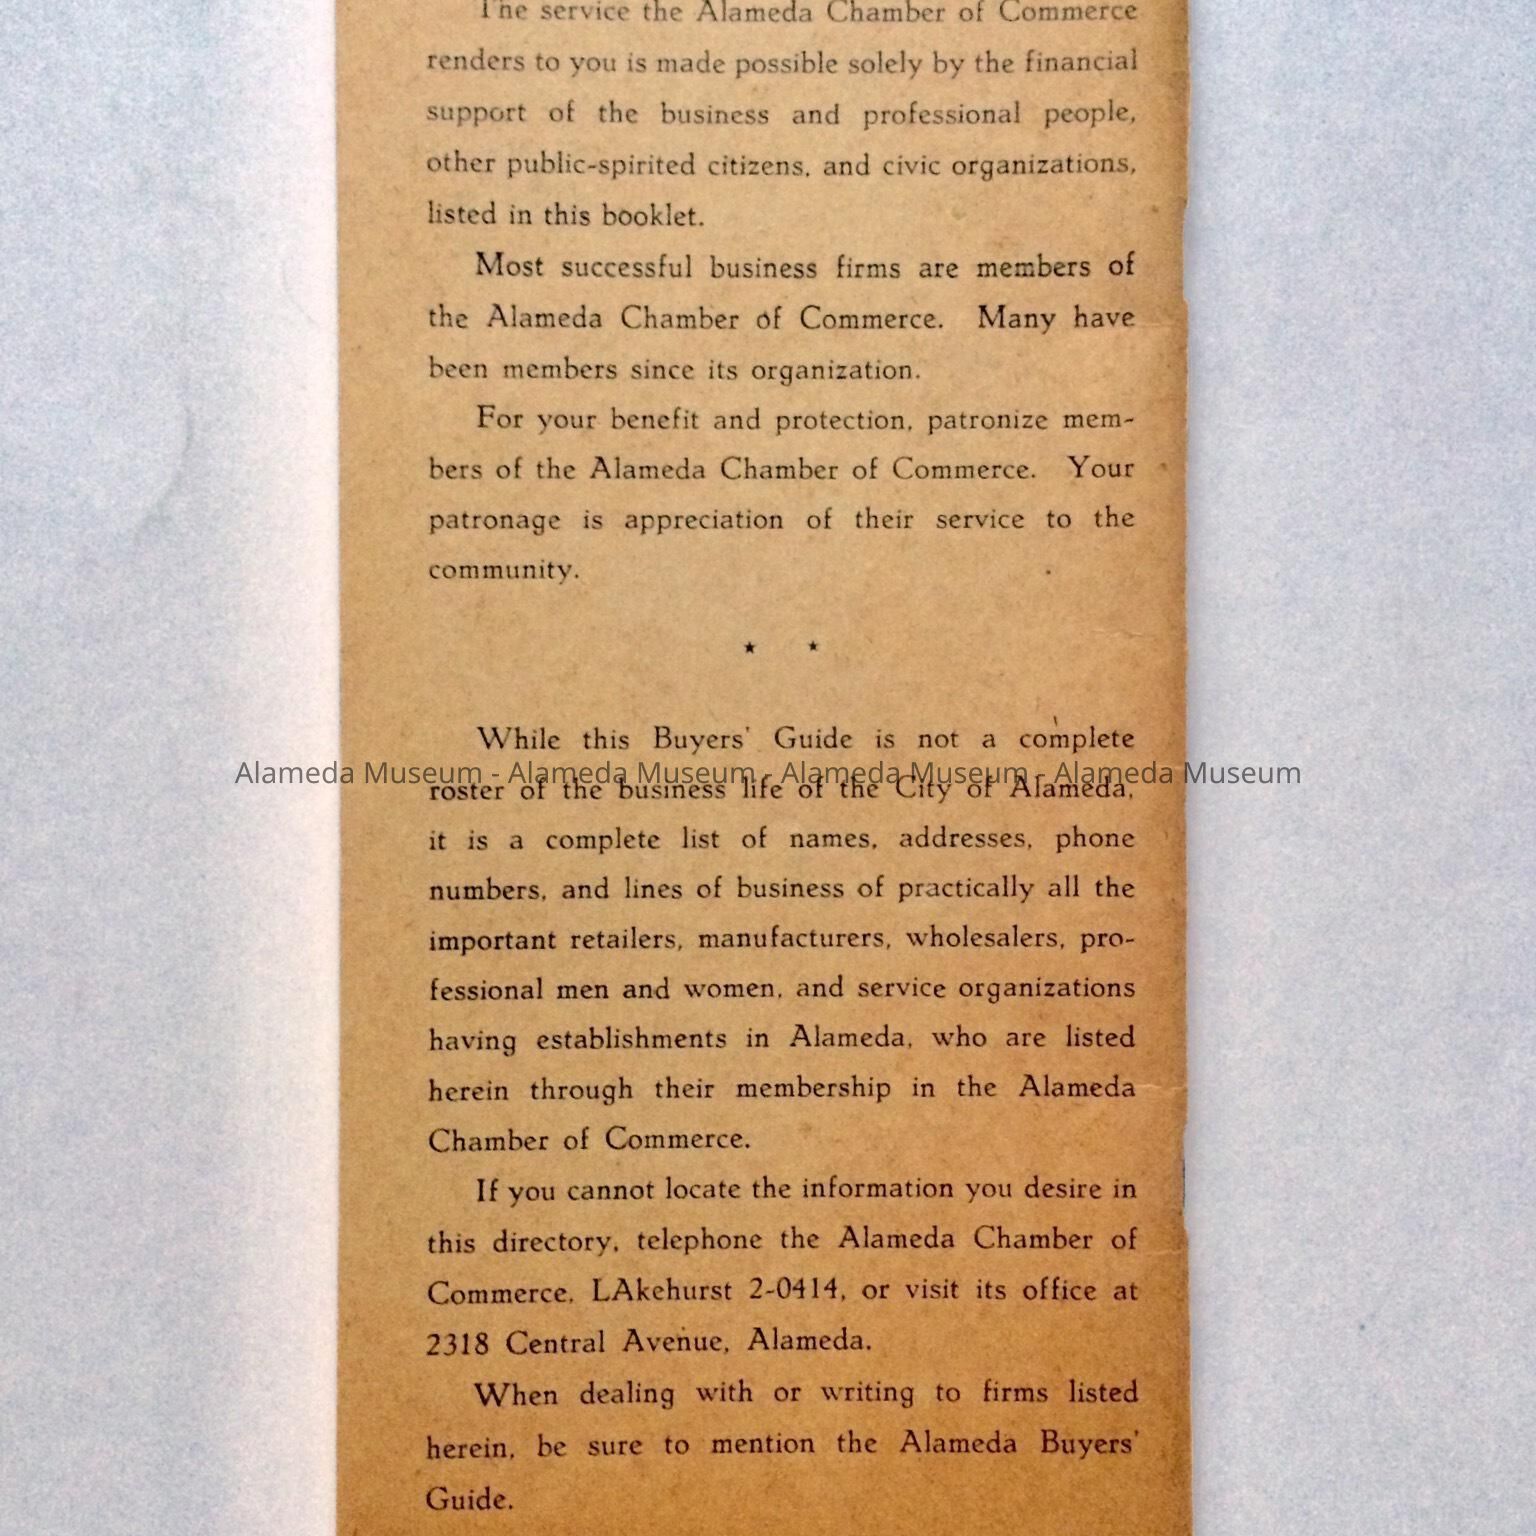 The service the Alameda Chamber of Commerce
renders to you is made possible solely by the financial
support of the business and professional people,
other public-spirited citizens, and civic organizations,
listed in this booklet.
Most successful business firms are members of
the Alameda Chamber of Commerce. Many have
been members since its organization.
For your benefit and protection, patronize mem-
bers of the Alameda Chamber of Commerce. Your
patronage is appreciation of their service to the
community.
★ ★
While this Buyers' Guide is not a complete
Alameda Museum - Alameda Museum - Alameda Museum - Alameda Museum
roster of the business life of the City of Alameda,
it is a complete list of names, addresses, phone
numbers, and lines of business of practically all the
important retailers, manufacturers, wholesalers, pro-
fessional men and women, and service organizations
having establishments in Alameda, who are listed
herein through their membership in the Alameda
Chamber of Commerce.
If you cannot locate the information you desire in
this directory, telephone the Alameda Chamber of
Commerce, LAkehurst 2-0414, or visit its office at
2318 Central Avenue, Alameda.
When dealing with or writing to firms listed
herein, be sure to mention the Alameda Buyers'
Guide.